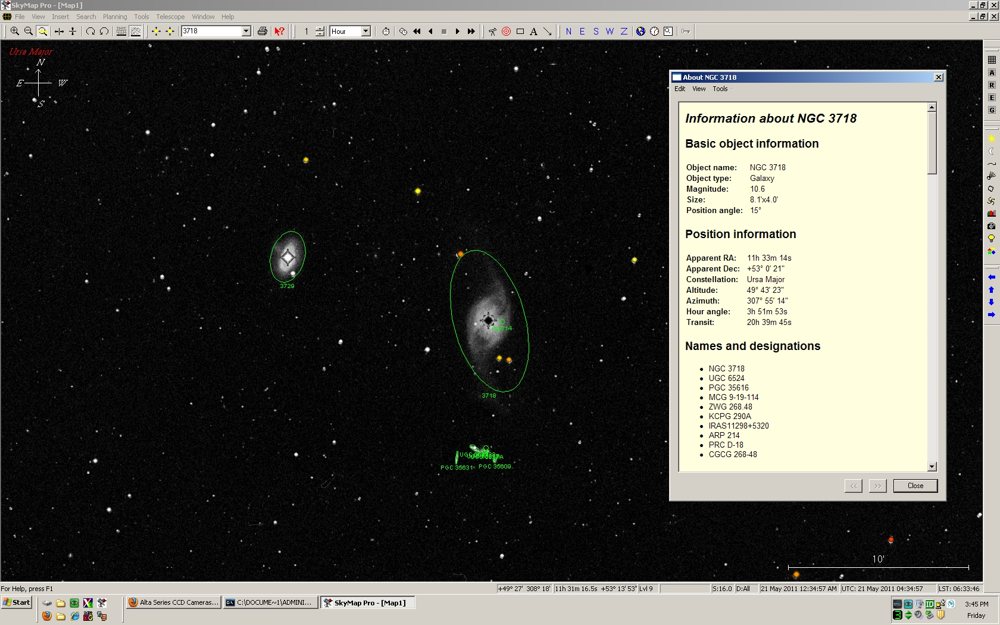 SkyMap Pro - [Map1]
File View Insert Search Planning Tools Telescope Window Help
3718 1 Hour N E S W Z
Ursa Major
N
E W
S
A
R
E
G
About NGC 3718
Edit View Tools
Information about NGC 3718
Basic object information
Object name: NGC 3718
Object type: Galaxy
Magnitude: 10.6
Size: 8.1'x4.0'
Position angle: 15°
Position information
Apparent RA: 11h 33m 14s
Apparent Dec: +53° 0' 21"
Constellation: Ursa Major
Altitude: 49° 43' 23"
Azimuth: 307° 55' 14"
Hour angle: 3h 51m 53s
Transit: 20h 39m 45s
Names and designations
• NGC 3718
• UGC 6524
• PGC 35616
• MCG 9-19-114
• ZWG 268.48
• KCPG 290A
• IRAS11298+5320
• ARP 214
• PRC D-18
• CGCG 268-48
<< >> Close
3729
3718
PGC 35631
PGC 35609
10'
For Help, press F1
+49° 27' 308° 18' 11h 31m 16.5s +53° 13' 53" Lvl 9 S:16.0 D:All 21 May 2011 12:34:57 AM UTC: 21 May 2011 04:34:57 LST: 06:33:46
Start Alta Series CCD Cameras... C:\DOCUME~1\ADMINI... SkyMap Pro - [Map1]
3:45 PM
Friday